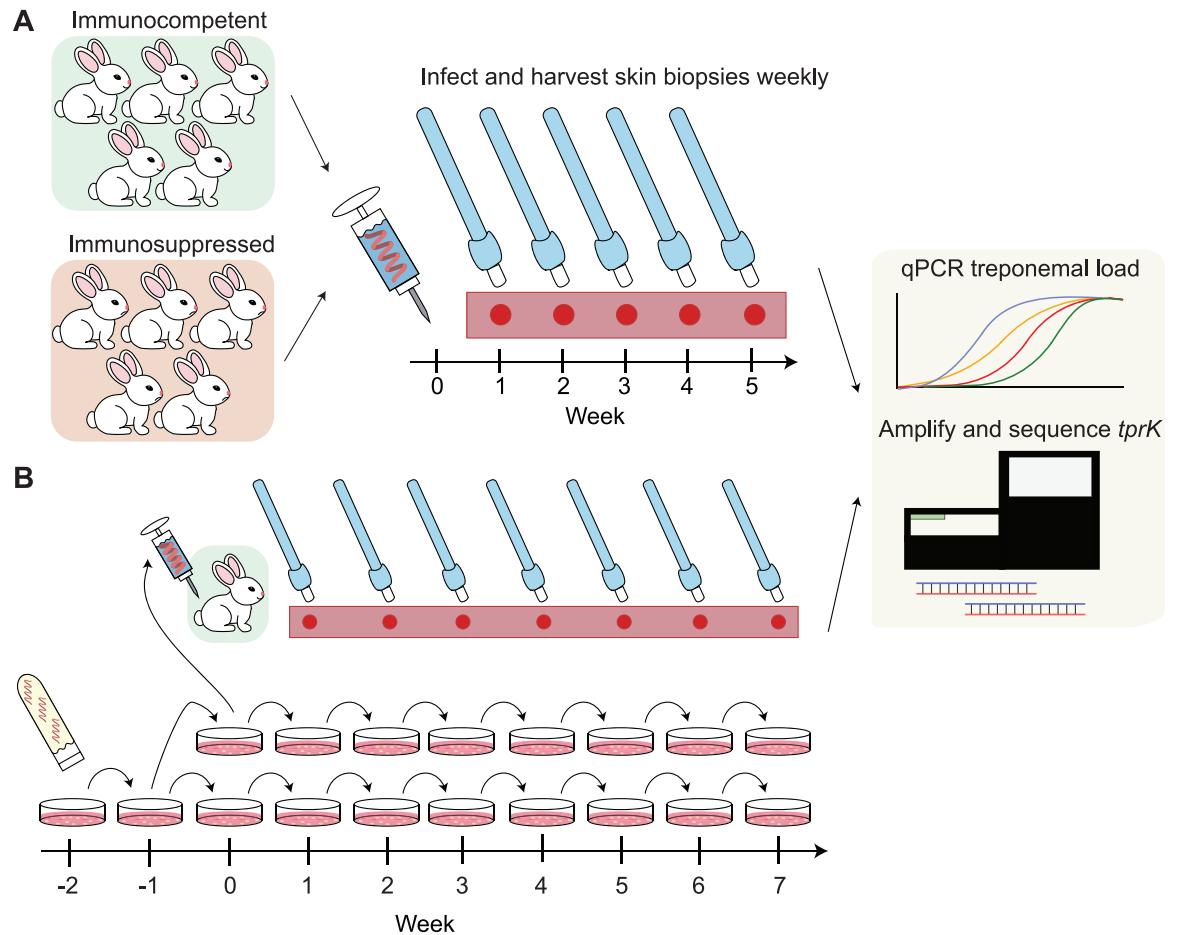 A
Immunocompetent
Infect and harvest skin biopsies weekly
Immunosuppressed
0 1 2 3 4 5
Week
qPCR treponemal load
Amplify and sequence tprK
B
-2 -1 0 1 2 3 4 5 6 7
Week